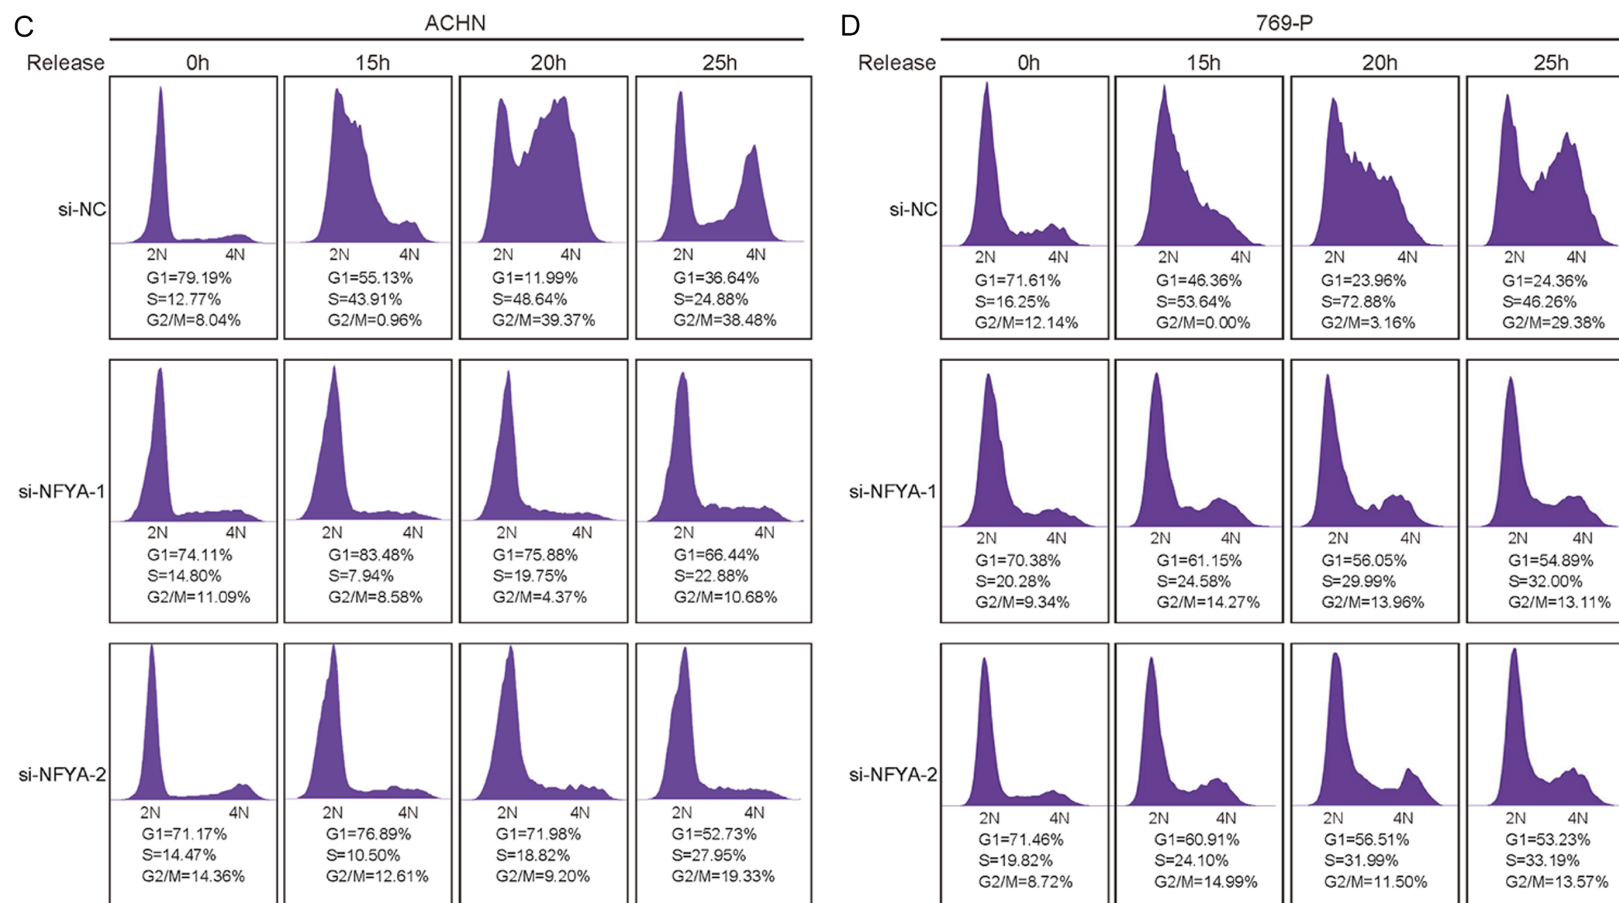 C
ACHN
Release 0h 15h 20h 25h
si-NC
2N 4N 2N 4N 2N 4N 2N 4N
G1=79.19% G1=55.13% G1=11.99% G1=36.64%
S=12.77% S=43.91% S=48.64% S=24.88%
G2/M=8.04% G2/M=0.96% G2/M=39.37% G2/M=38.48%
si-NFYA-1
2N 4N 2N 4N 2N 4N 2N 4N
G1=74.11% G1=83.48% G1=75.88% G1=66.44%
S=14.80% S=7.94% S=19.75% S=22.88%
G2/M=11.09% G2/M=8.58% G2/M=4.37% G2/M=10.68%
si-NFYA-2
2N 4N 2N 4N 2N 4N 2N 4N
G1=71.17% G1=76.89% G1=71.98% G1=52.73%
S=14.47% S=10.50% S=18.82% S=27.95%
G2/M=14.36% G2/M=12.61% G2/M=9.20% G2/M=19.33%
D
769-P
Release 0h 15h 20h 25h
si-NC
2N 4N 2N 4N 2N 4N 2N 4N
G1=71.61% G1=46.36% G1=23.96% G1=24.36%
S=16.25% S=53.64% S=72.88% S=46.26%
G2/M=12.14% G2/M=0.00% G2/M=3.16% G2/M=29.38%
si-NFYA-1
2N 4N 2N 4N 2N 4N 2N 4N
G1=70.38% G1=61.15% G1=56.05% G1=54.89%
S=20.28% S=24.58% S=29.99% S=32.00%
G2/M=9.34% G2/M=14.27% G2/M=13.96% G2/M=13.11%
si-NFYA-2
2N 4N 2N 4N 2N 4N 2N 4N
G1=71.46% G1=60.91% G1=56.51% G1=53.23%
S=19.82% S=24.10% S=31.99% S=33.19%
G2/M=8.72% G2/M=14.99% G2/M=11.50% G2/M=13.57%